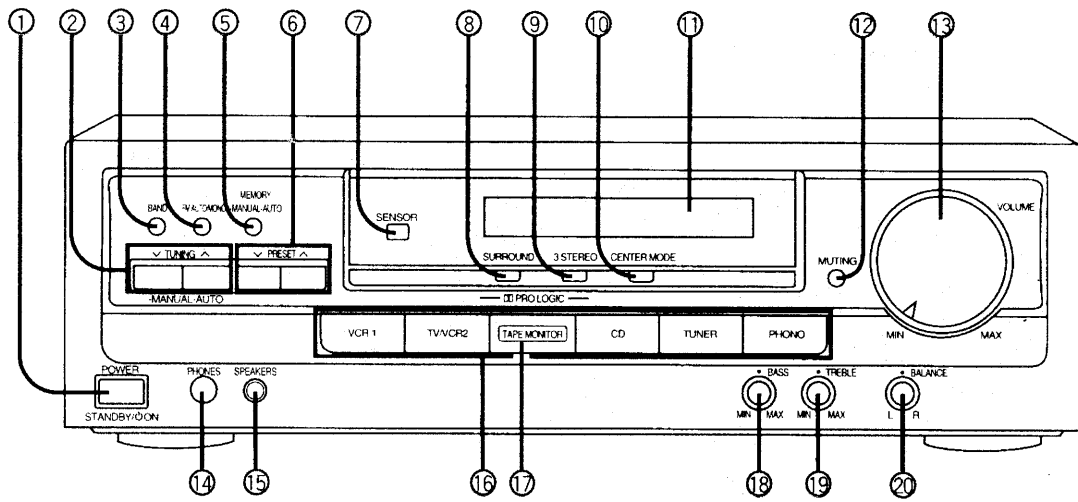 ① ② ③ ④ ⑤ ⑥ ⑦ ⑧ ⑨ ⑩ ⑪ ⑫ ⑬
MEMORY
BAND FM AUTO/MONO MANUAL·AUTO
SENSOR
VOLUME
∨ TUNING ∧ ∨ PRESET ∧
SURROUND 3 STEREO CENTER MODE
MUTING
-MANUAL·AUTO
PRO LOGIC
VCR 1 TV/VCR2 TAPE MONITOR CD TUNER PHONO
MIN MAX
POWER PHONES SPEAKERS
• BASS • TREBLE • BALANCE
STANDBY/ON
MIN MAX MIN MAX L R
⑭ ⑮ ⑯ ⑰ ⑱ ⑲ ⑳